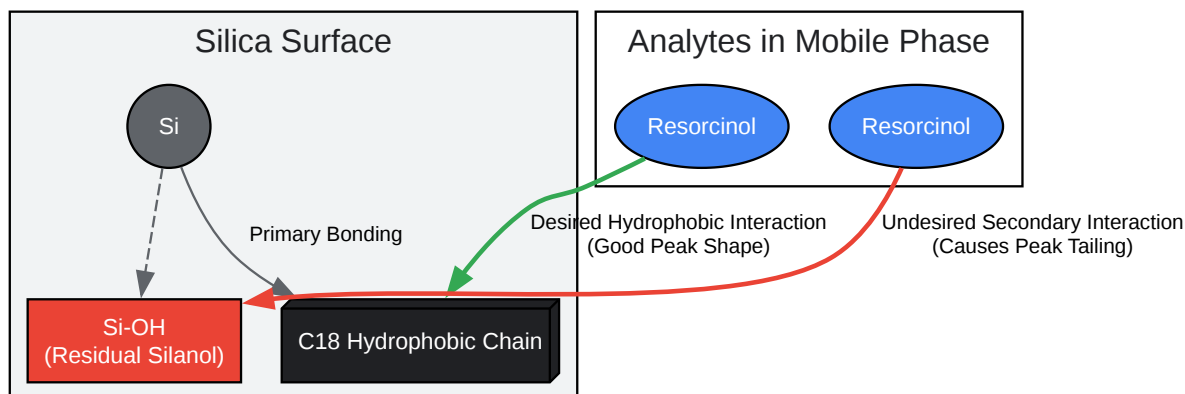 Silica Surface
Analytes in Mobile Phase
Si
Resorcinol
Resorcinol
Primary Bonding
Desired Hydrophobic Interaction
(Good Peak Shape)
Undesired Secondary Interaction
(Causes Peak Tailing)
Si-OH
(Residual Silanol)
C18 Hydrophobic Chain